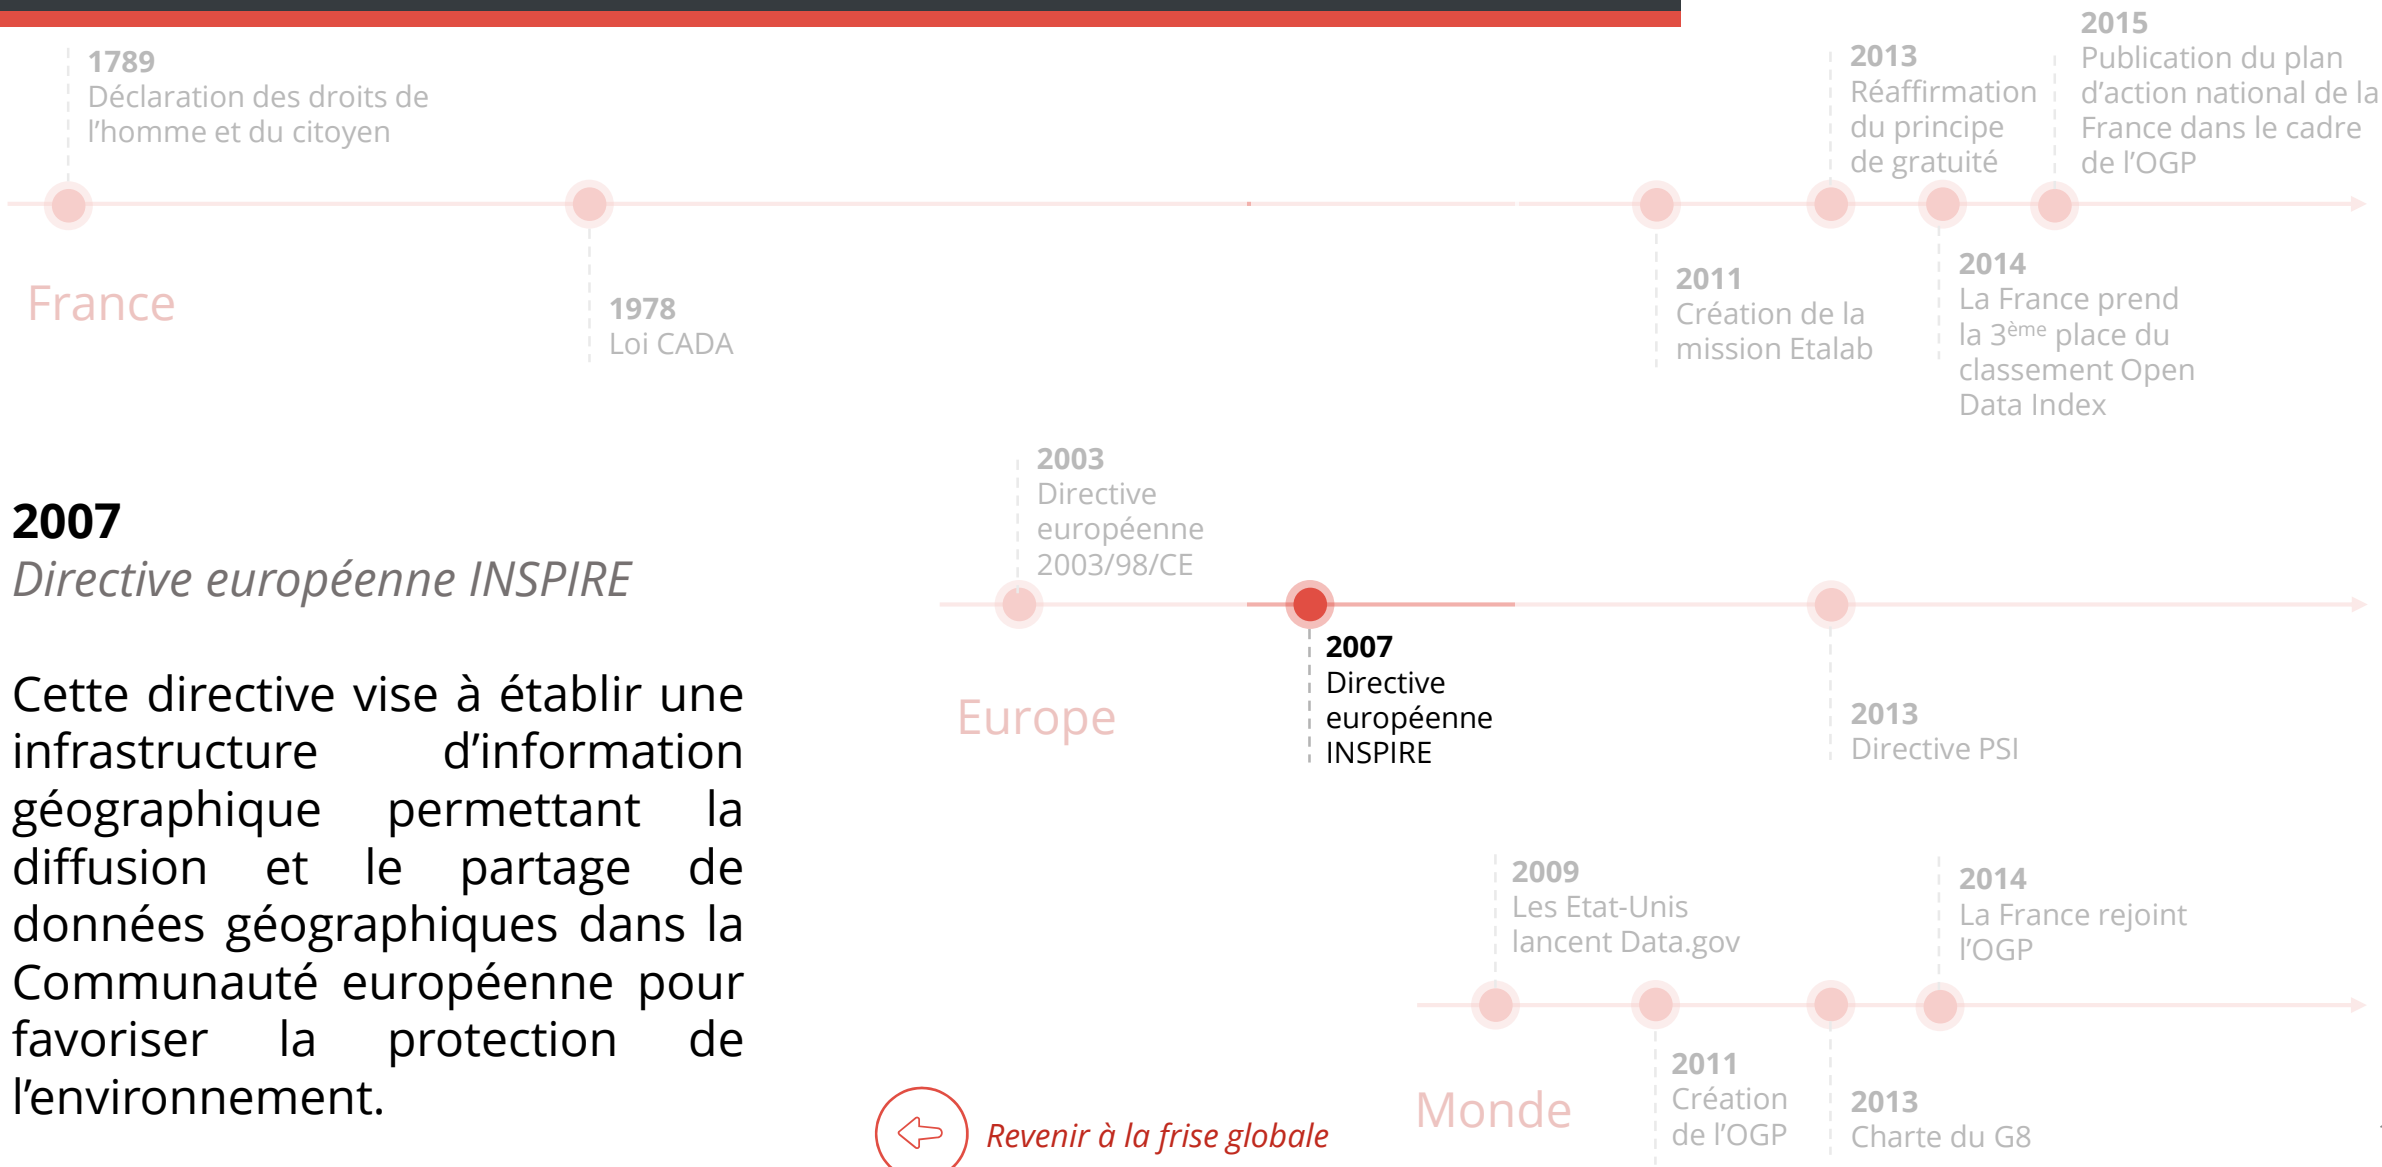 1789
Déclaration des droits de
l’homme et du citoyen
2013
Réaffirmation
du principe
de gratuité
2015
Publication du plan
d’action national de la
France dans le cadre
de l’OGP
France
1978
Loi CADA
2011
Création de la
mission Etalab
2014
La France prend
la 3ème place du
classement Open
Data Index
2007
Directive européenne INSPIRE
Cette directive vise à établir une
infrastructure d’information
géographique permettant la
diffusion et le partage de
données géographiques dans la
Communauté européenne pour
favoriser la protection de
l’environnement.
2003
Directive
européenne
2003/98/CE
Europe
2007
Directive
européenne
INSPIRE
2013
Directive PSI
2009
Les Etat-Unis
lancent Data.gov
2014
La France rejoint
l’OGP
Monde
2011
Création
de l’OGP
2013
Charte du G8
Revenir à la frise globale